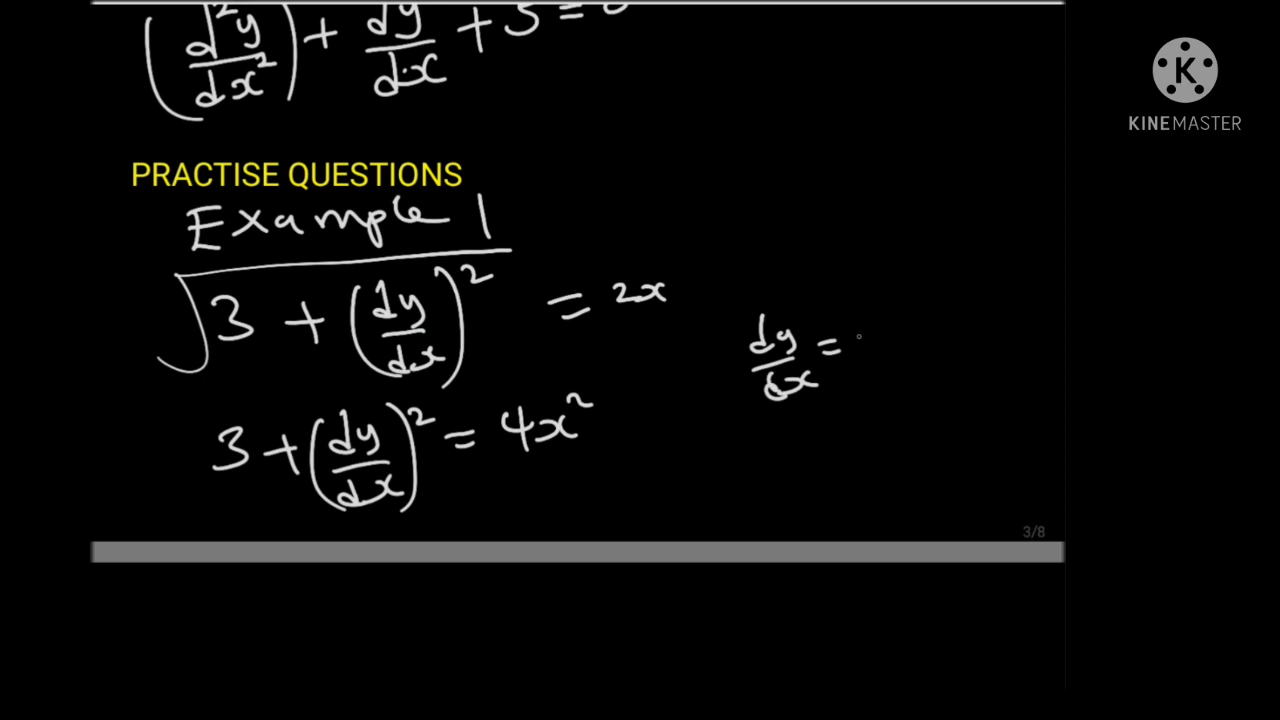 (d²y/dx²) + dy/dx + 5 = 0
KINEMASTER
PRACTISE QUESTIONS
Example 1
√(3 + (dy/dx)²) = 2x
dy/dx =
3 + (dy/dx)² = 4x²
3/8